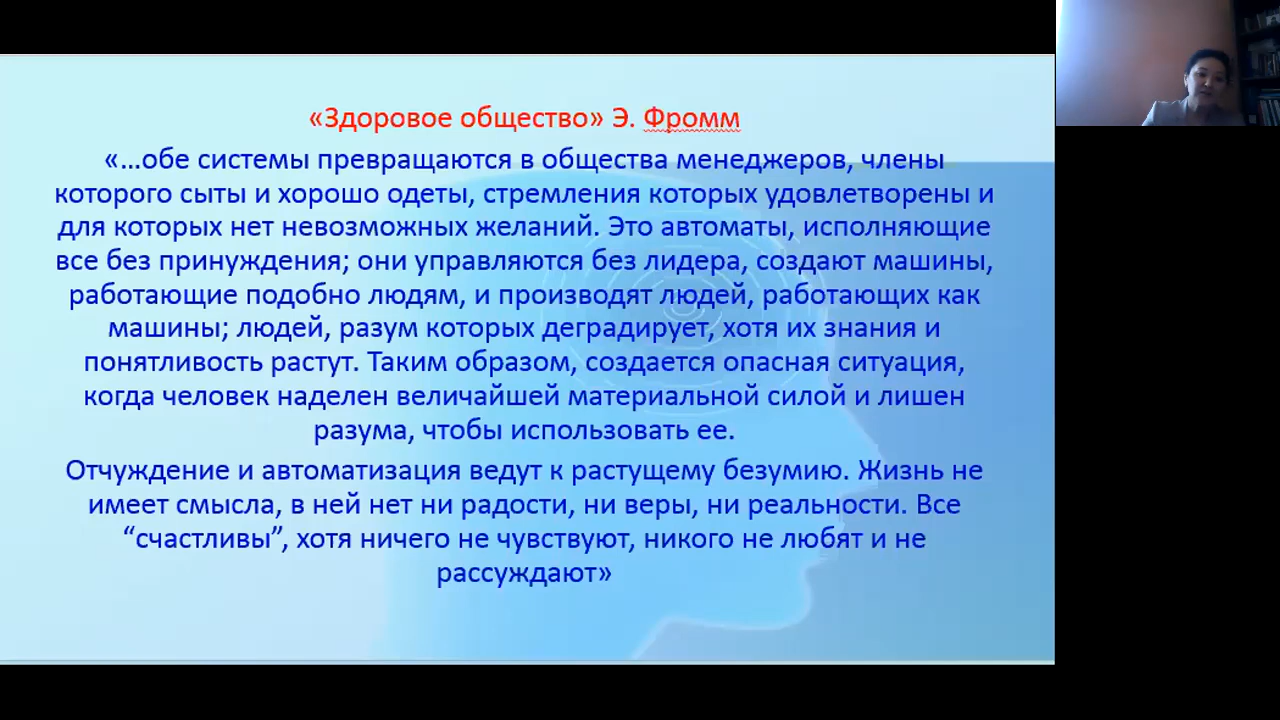 «Здоровое общество» Э. Фромм
«…обе системы превращаются в общества менеджеров, члены
которого сыты и хорошо одеты, стремления которых удовлетворены и
для которых нет невозможных желаний. Это автоматы, исполняющие
все без принуждения; они управляются без лидера, создают машины,
работающие подобно людям, и производят людей, работающих как
машины; людей, разум которых деградирует, хотя их знания и
понятливость растут. Таким образом, создается опасная ситуация,
когда человек наделен величайшей материальной силой и лишен
разума, чтобы использовать ее.
Отчуждение и автоматизация ведут к растущему безумию. Жизнь не
имеет смысла, в ней нет ни радости, ни веры, ни реальности. Все
“счастливы”, хотя ничего не чувствуют, никого не любят и не
рассуждают»